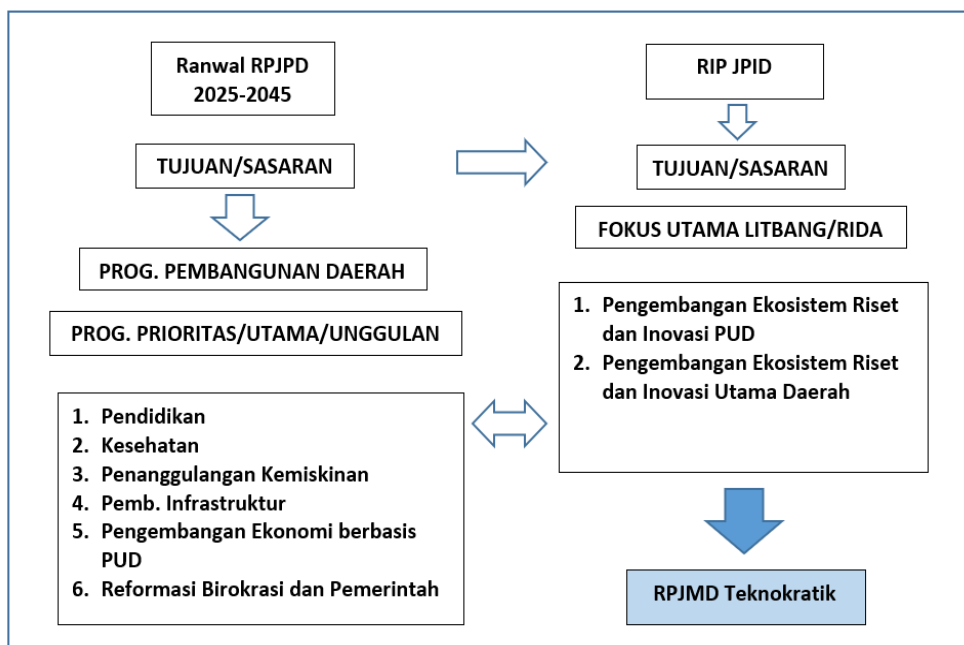 Ranwal RPJPD
2025-2045
TUJUAN/SASARAN
PROG. PEMBANGUNAN DAERAH
PROG. PRIORITAS/UTAMA/UNGGULAN
1. Pendidikan
2. Kesehatan
3. Penanggulangan Kemiskinan
4. Pemb. Infrastruktur
5. Pengembangan Ekonomi berbasis
PUD
6. Reformasi Birokrasi dan Pemerintah
RIP JPID
TUJUAN/SASARAN
FOKUS UTAMA LITBANG/RIDA
1. Pengembangan Ekosistem Riset
dan Inovasi PUD
2. Pengembangan Ekosistem Riset
dan Inovasi Utama Daerah
RPJMD Teknokratik